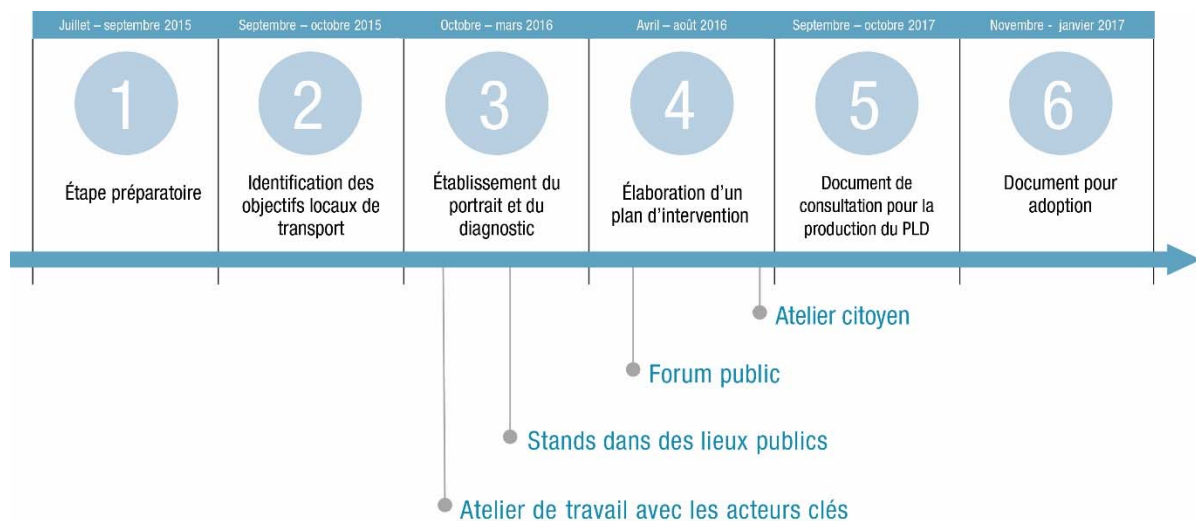 Juillet – septembre 2015
Septembre – octobre 2015
Octobre – mars 2016
Avril – août 2016
Septembre – octobre 2017
Novembre - janvier 2017
1
2
3
4
5
6
Étape préparatoire
Identification des
objectifs locaux de
transport
Établissement du
portrait et du
diagnostic
Élaboration d'un
plan d'intervention
Document de
consultation pour la
production du PLD
Document pour
adoption
Atelier citoyen
Forum public
Stands dans des lieux publics
Atelier de travail avec les acteurs clés